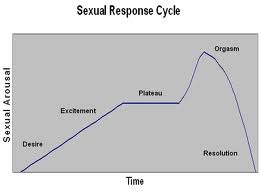 Sexual Response Cycle
Orgasm
Plateau
Excitement
Desire
Resolution
Sexual Arousal
Time